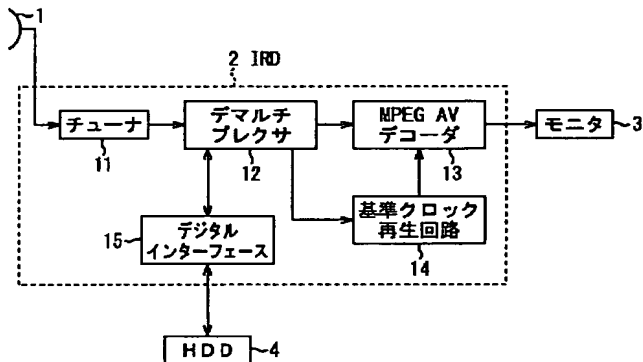 1
2 IRD
チューナ
11
デマルチ
プレクサ
12
MPEG AV
デコーダ
13
モニタ
3
基準クロック
再生回路
14
15
デジタル
インターフェース
HDD
4